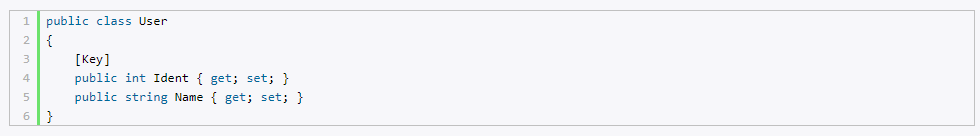 1 public class User
2 {
3     [Key]
4     public int Ident { get; set; }
5     public string Name { get; set; }
6 }